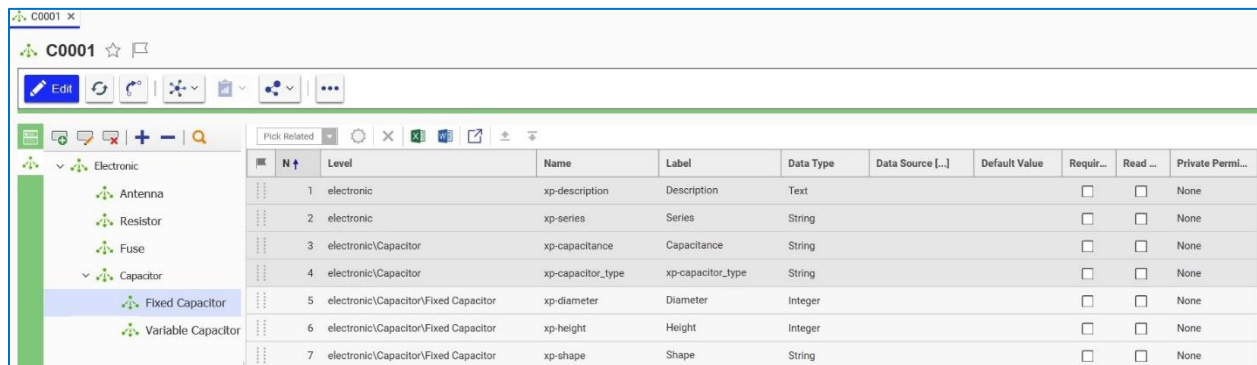 C0001 ×
C0001
Edit
Pick Related
Electronic
Antenna
Resistor
Fuse
Capacitor
Fixed Capacitor
Variable Capacitor
N Level Name Label Data Type Data Source [...] Default Value Requir... Read ... Private Permi...
1 electronic xp-description Description Text None
2 electronic xp-series Series String None
3 electronic\Capacitor xp-capacitance Capacitance String None
4 electronic\Capacitor xp-capacitor_type xp-capacitor_type String None
5 electronic\Capacitor\Fixed Capacitor xp-diameter Diameter Integer None
6 electronic\Capacitor\Fixed Capacitor xp-height Height Integer None
7 electronic\Capacitor\Fixed Capacitor xp-shape Shape String None